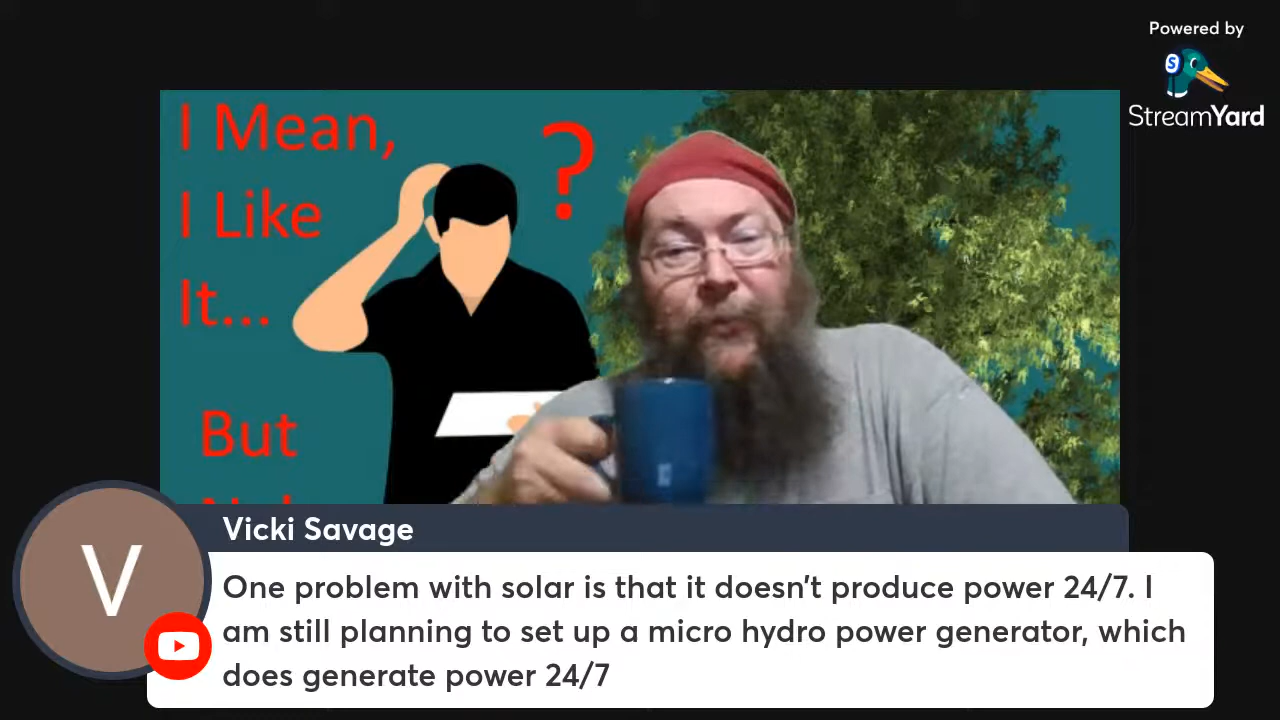 Powered by
StreamYard
I Mean,
I Like
It...
?
But
Vicki Savage
V
One problem with solar is that it doesn't produce power 24/7. I
am still planning to set up a micro hydro power generator, which
does generate power 24/7